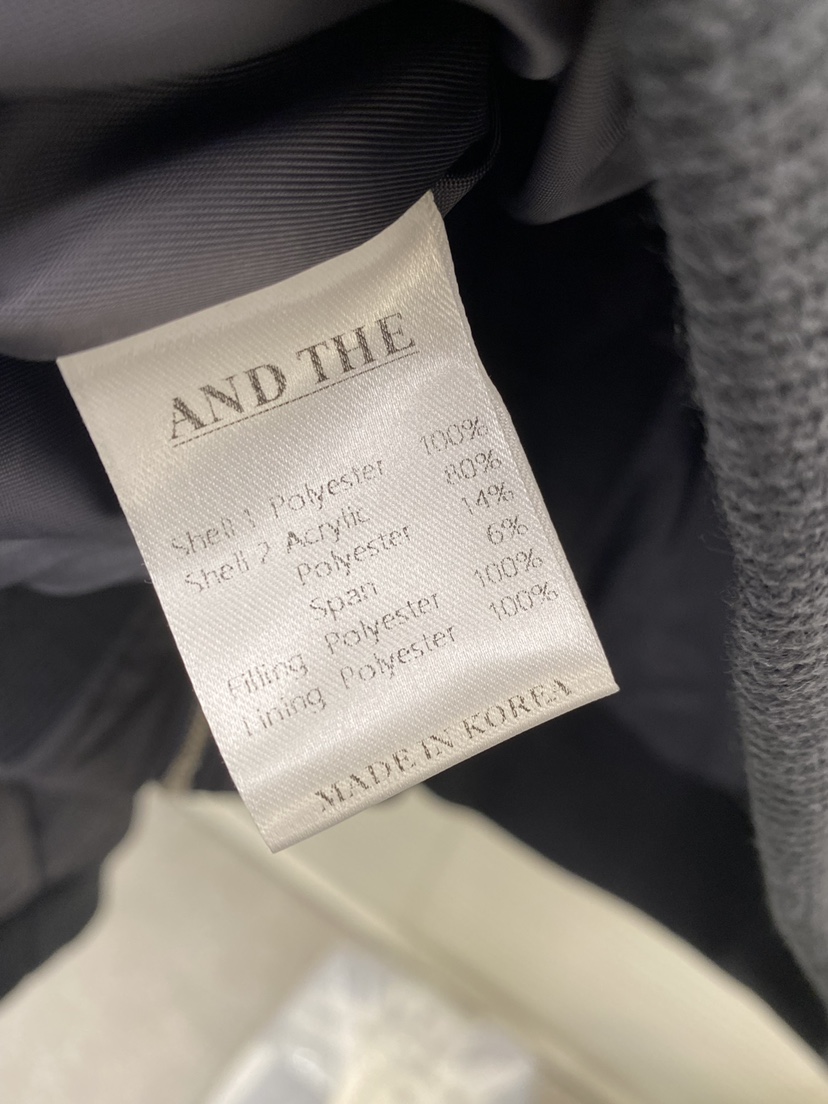 AND THE
Shell 1 Polyester 100%
Shell 2 Acrylic 80%
Polyester 14%
Span 6%
Filling Polyester 100%
Lining Polyester 100%
MADE IN KOREA